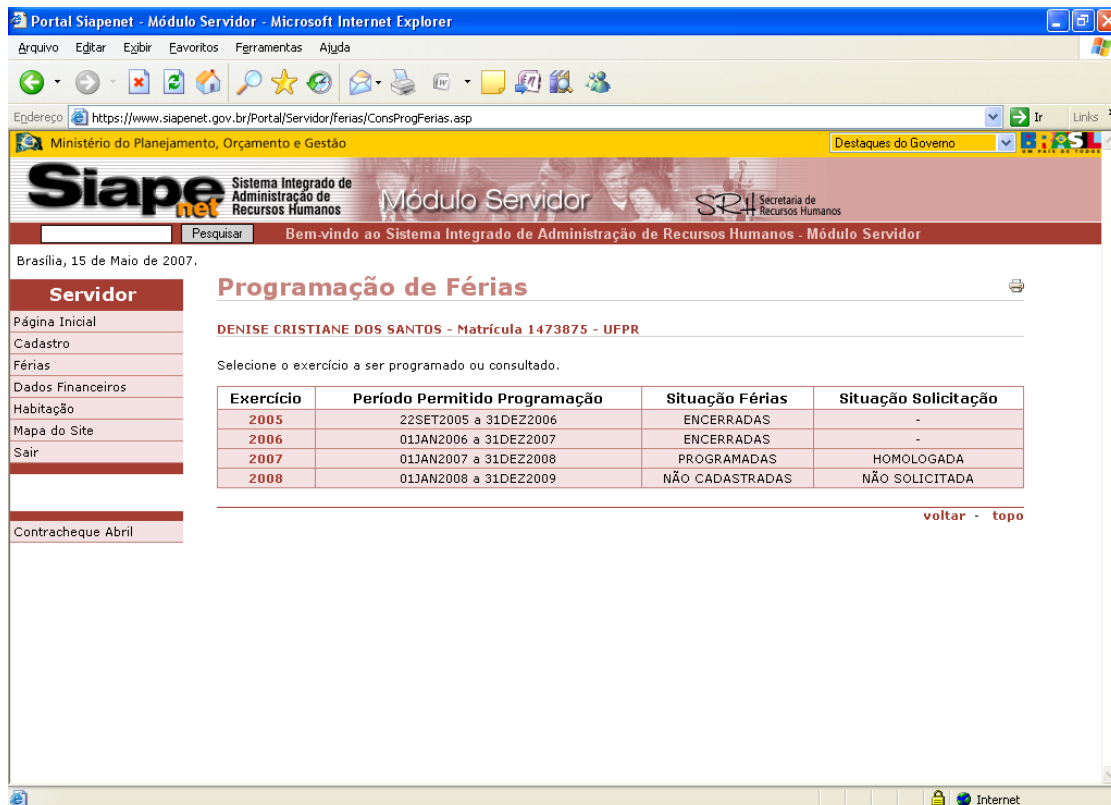 Portal Siapenet - Módulo Servidor - Microsoft Internet Explorer
Arquivo Editar Exibir Favoritos Ferramentas Ajuda
Endereço https://www.siapenet.gov.br/Portal/Servidor/ferias/ConsProgFerias.asp Ir Links
Ministério do Planejamento, Orçamento e Gestão Destaques do Governo BRASIL
UM PAÍS DE TODOS
Siape net
Sistema Integrado de
Administração de
Recursos Humanos
Módulo Servidor
SRH Secretaria de
Recursos Humanos
Pesquisar Bem-vindo ao Sistema Integrado de Administração de Recursos Humanos - Módulo Servidor
Brasília, 15 de Maio de 2007.
Servidor
Página Inicial
Cadastro
Férias
Dados Financeiros
Habitação
Mapa do Site
Sair
Contracheque Abril
Programação de Férias
DENISE CRISTIANE DOS SANTOS - Matrícula 1473875 - UFPR
Selecione o exercício a ser programado ou consultado.
Exercício Período Permitido Programação Situação Férias Situação Solicitação
2005 22SET2005 a 31DEZ2006 ENCERRADAS -
2006 01JAN2006 a 31DEZ2007 ENCERRADAS -
2007 01JAN2007 a 31DEZ2008 PROGRAMADAS HOMOLOGADA
2008 01JAN2008 a 31DEZ2009 NÃO CADASTRADAS NÃO SOLICITADA
voltar - topo
Internet